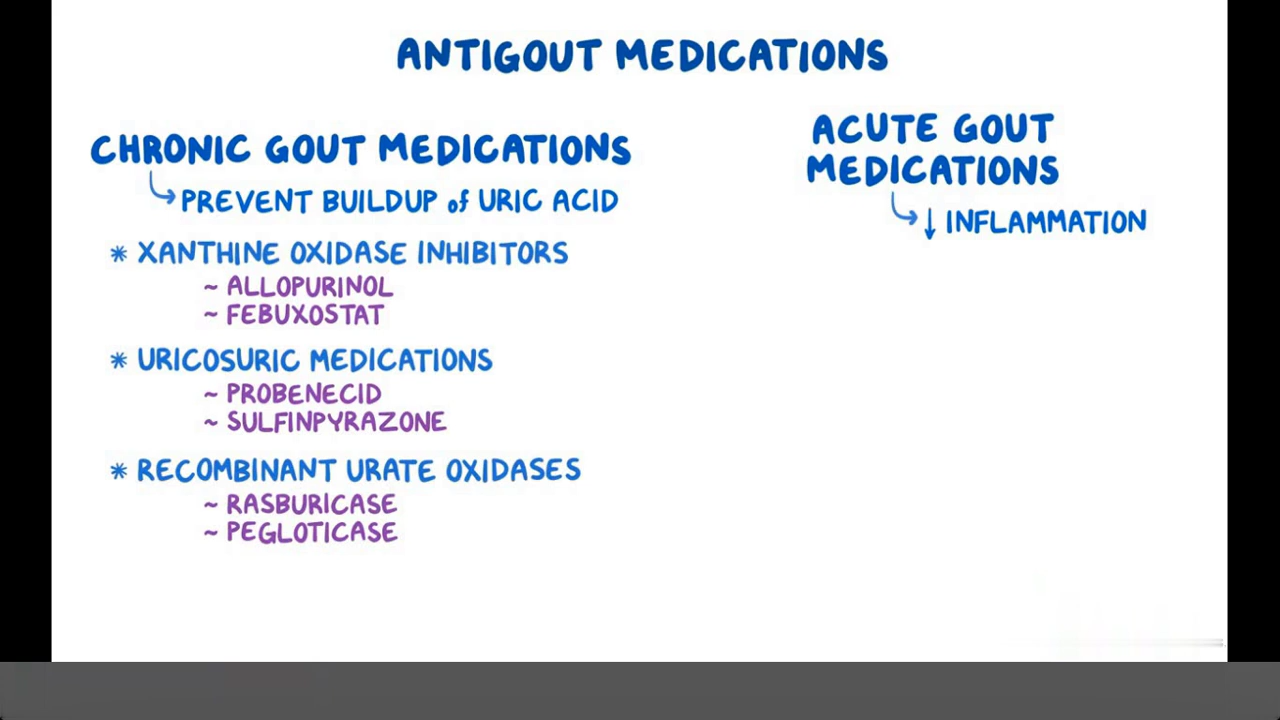 ANTIGOUT MEDICATIONS
CHRONIC GOUT MEDICATIONS
PREVENT BUILDUP of URIC ACID
* XANTHINE OXIDASE INHIBITORS
~ ALLOPURINOL
~ FEBUXOSTAT
* URICOSURIC MEDICATIONS
~ PROBENECID
~ SULFINPYRAZONE
* RECOMBINANT URATE OXIDASES
~ RASBURICASE
~ PEGLOTICASE
ACUTE GOUT
MEDICATIONS
↓ INFLAMMATION